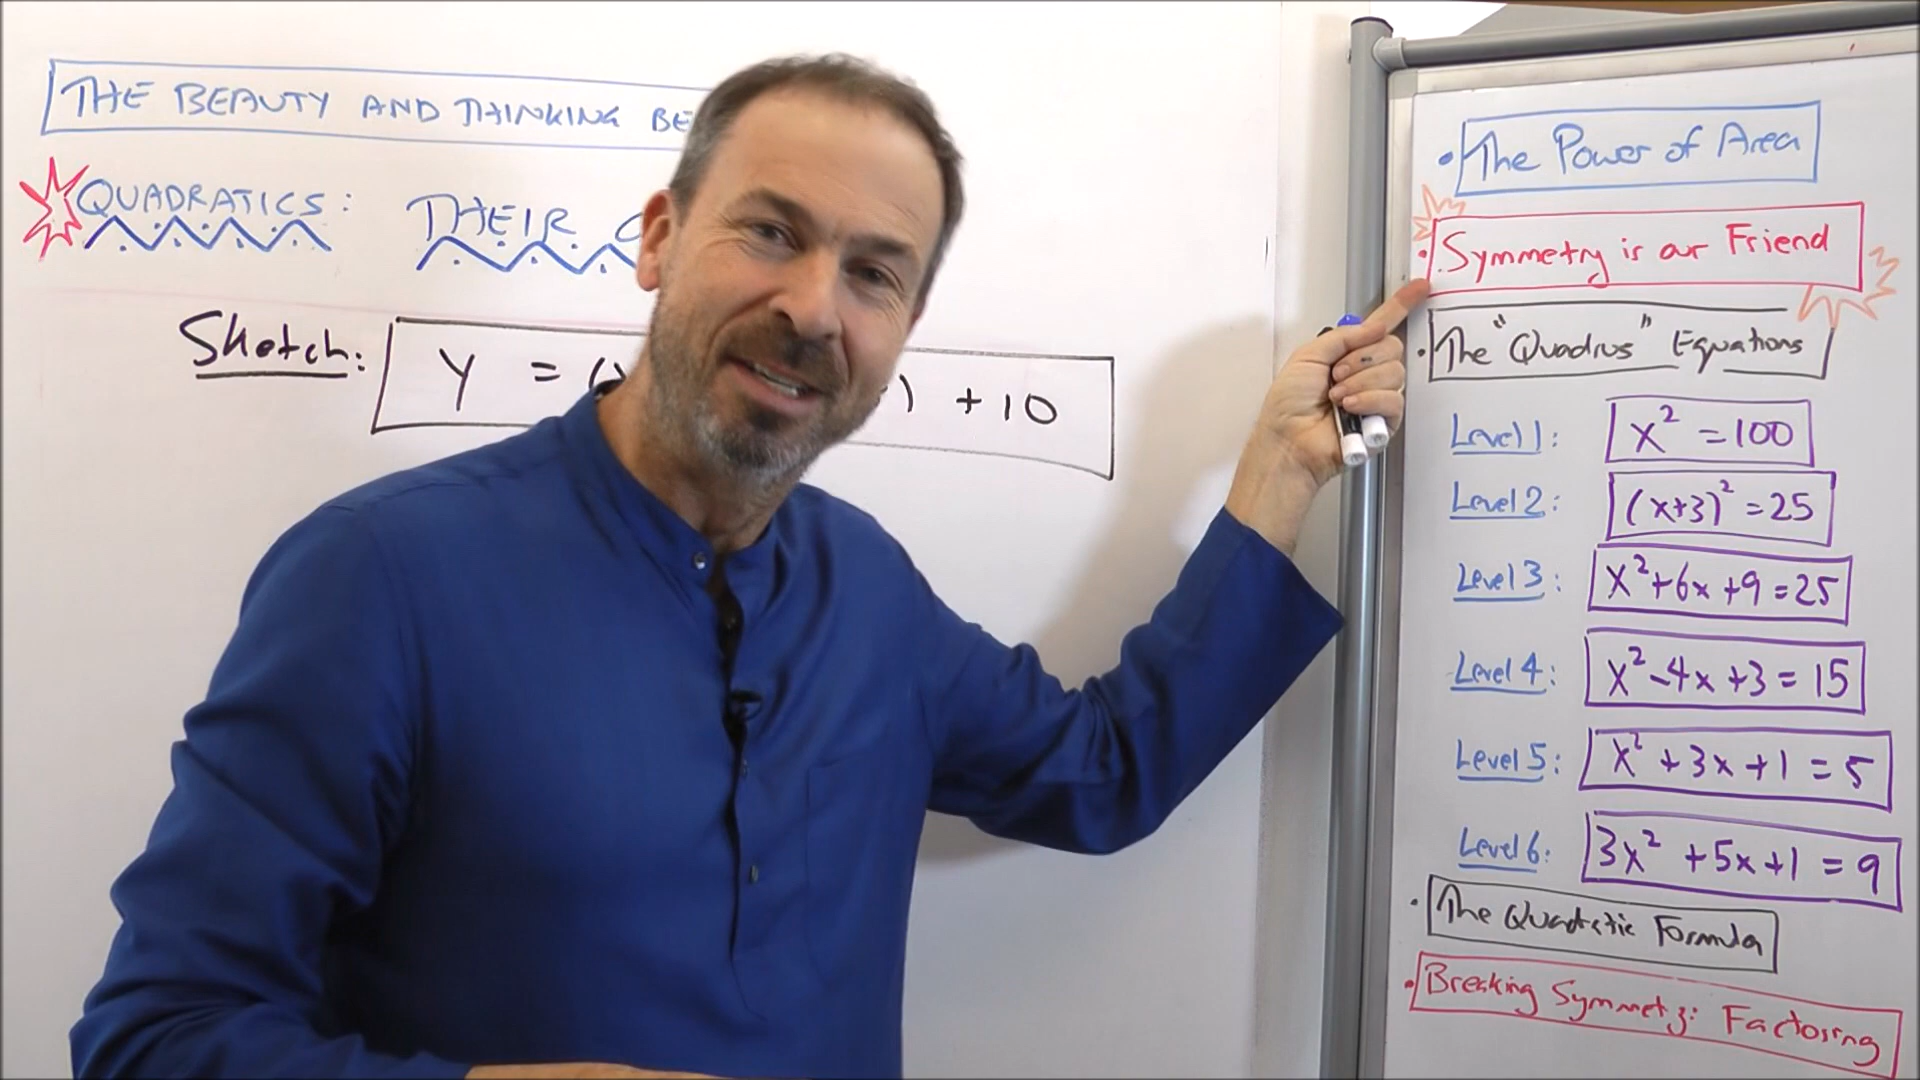 THE BEAUTY AND THINKING BE
QUADRATICS: THEIR
Sketch: y = ( ) + 10
• The Power of Area
• Symmetry is our Friend
• The "Quadrus" Equations
Level 1: x² = 100
Level 2: (x+3)² = 25
Level 3: x²+6x+9=25
Level 4: x²-4x+3=15
Level 5: x²+3x+1=5
Level 6: 3x²+5x+1=9
• The Quadratic Formula
• Breaking Symmetry: Factoring